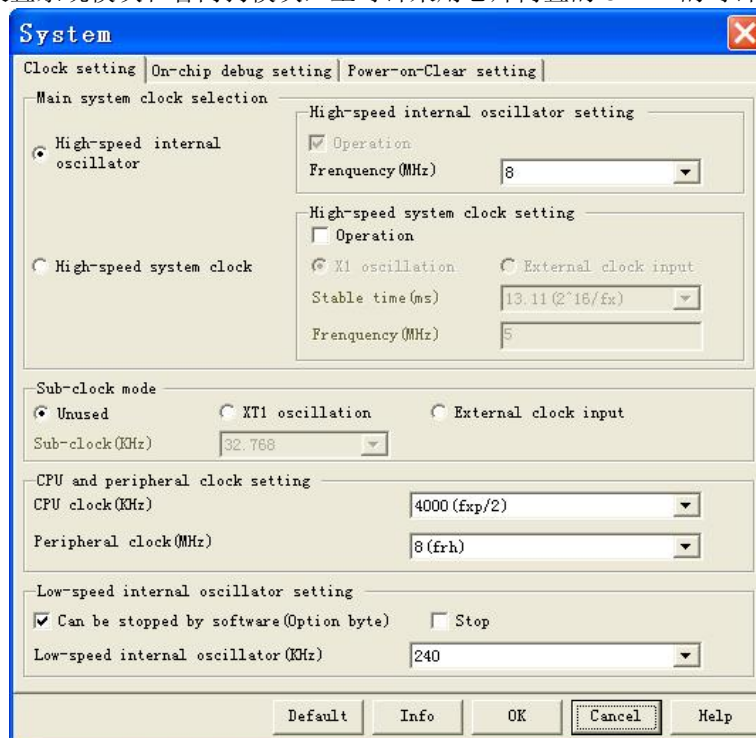 System
Clock setting On-chip debug setting Power-on-Clear setting
Main system clock selection
High-speed internal oscillator
High-speed internal oscillator setting
Operation
Frenquency(MHz) 8
High-speed system clock
High-speed system clock setting
Operation
X1 oscillation External clock input
Stable time(ms) 13.11(2^16/fx)
Frenquency(MHz) 5
Sub-clock mode
Unused XT1 oscillation External clock input
Sub-clock(KHz) 32.768
CPU and peripheral clock setting
CPU clock(KHz) 4000(fxp/2)
Peripheral clock(MHz) 8(frh)
Low-speed internal oscillator setting
Can be stopped by software(Option byte) Stop
Low-speed internal oscillator(KHz) 240
Default Info OK Cancel Help